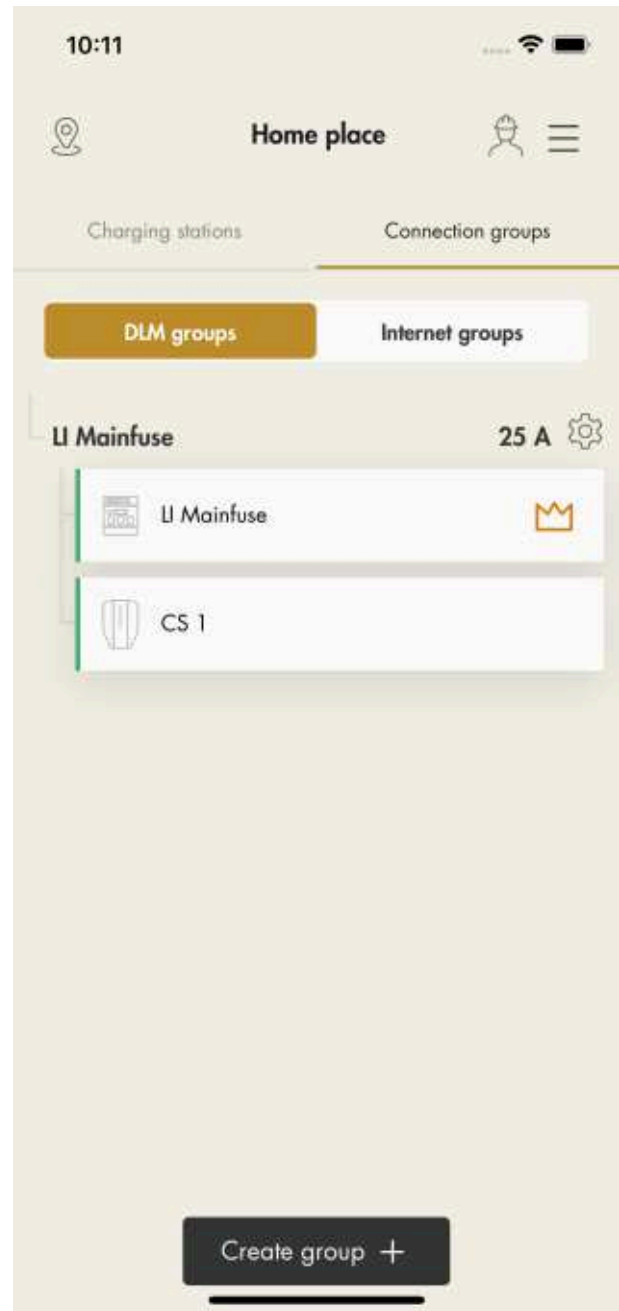 10:11
Home place
Charging stations
Connection groups
DLM groups
Internet groups
LI Mainfuse
25 A
LI Mainfuse
CS 1
Create group +